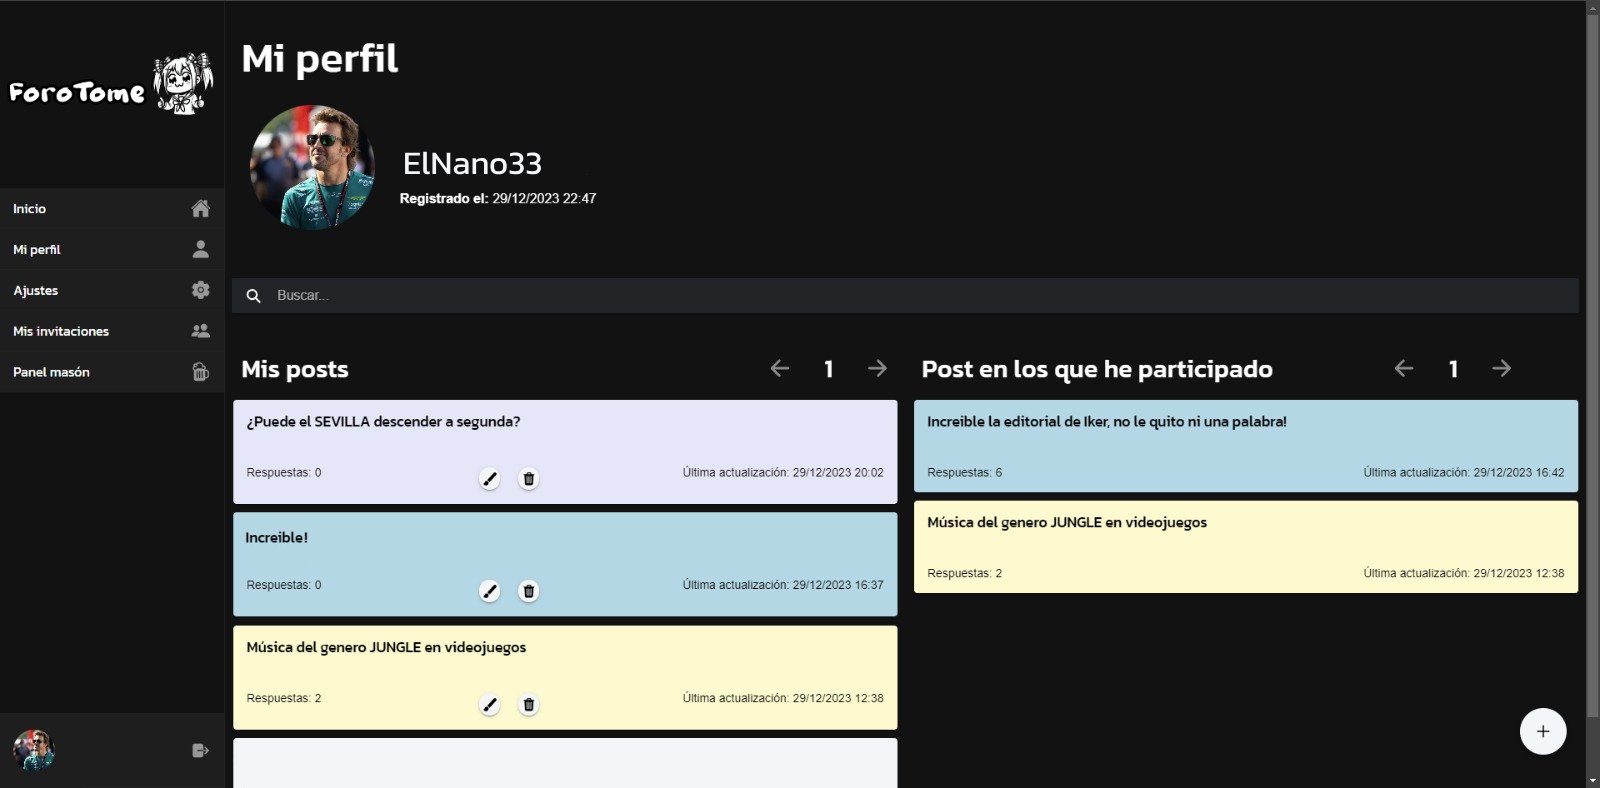 ForoTome
Inicio
Mi perfil
Ajustes
Mis invitaciones
Panel masón
Mi perfil
ElNano33
Registrado el: 29/12/2023 22:47
Buscar...
Mis posts
1
¿Puede el SEVILLA descender a segunda?
Respuestas: 0
Última actualización: 29/12/2023 20:02
Increible!
Respuestas: 0
Última actualización: 29/12/2023 16:37
Música del genero JUNGLE en videojuegos
Respuestas: 2
Última actualización: 29/12/2023 12:38
Post en los que he participado
1
Increible la editorial de Iker, no le quito ni una palabra!
Respuestas: 6
Última actualización: 29/12/2023 16:42
Música del genero JUNGLE en videojuegos
Respuestas: 2
Última actualización: 29/12/2023 12:38
+